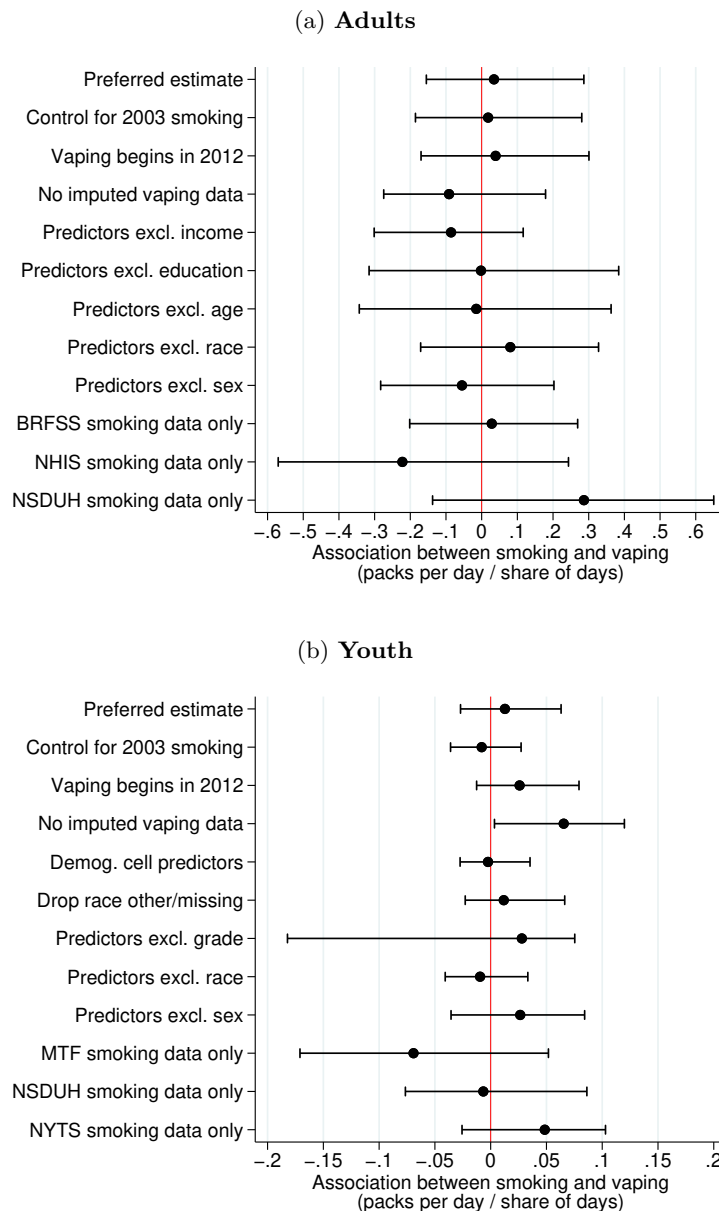 (a) Adults
Preferred estimate
Control for 2003 smoking
Vaping begins in 2012
No imputed vaping data
Predictors excl. income
Predictors excl. education
Predictors excl. age
Predictors excl. race
Predictors excl. sex
BRFSS smoking data only
NHIS smoking data only
NSDUH smoking data only
-.6 -.5 -.4 -.3 -.2 -.1 0 .1 .2 .3 .4 .5 .6
Association between smoking and vaping
(packs per day / share of days)
(b) Youth
Preferred estimate
Control for 2003 smoking
Vaping begins in 2012
No imputed vaping data
Demog. cell predictors
Drop race other/missing
Predictors excl. grade
Predictors excl. race
Predictors excl. sex
MTF smoking data only
NSDUH smoking data only
NYTS smoking data only
-.2 -.15 -.1 -.05 0 .05 .1 .15 .2
Association between smoking and vaping
(packs per day / share of days)